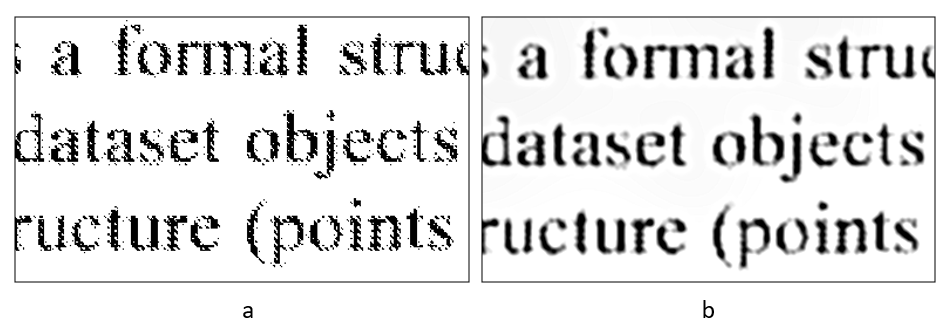 s a formal struc
dataset objects
ructure (points
a
s a formal struc
dataset objects
ructure (points
b